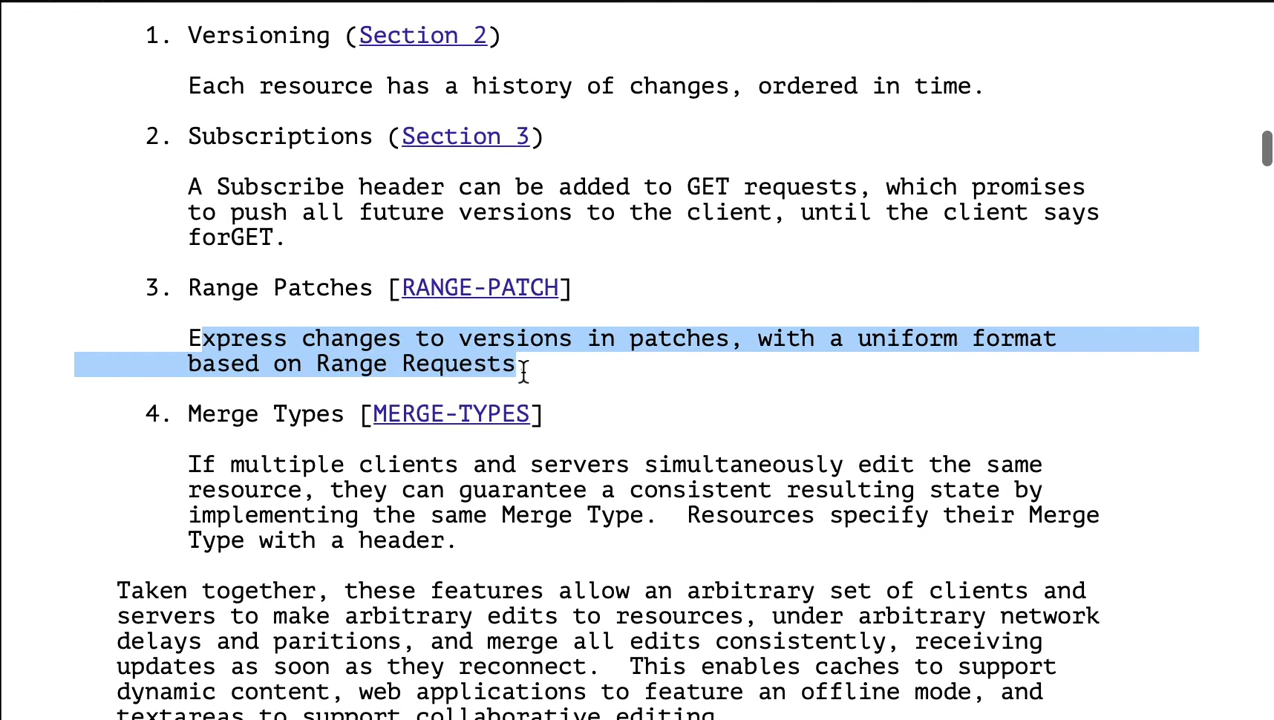 1. Versioning (Section 2)
Each resource has a history of changes, ordered in time.
2. Subscriptions (Section 3)
A Subscribe header can be added to GET requests, which promises
to push all future versions to the client, until the client says
forGET.
3. Range Patches [RANGE-PATCH]
Express changes to versions in patches, with a uniform format
based on Range Requests
4. Merge Types [MERGE-TYPES]
If multiple clients and servers simultaneously edit the same
resource, they can guarantee a consistent resulting state by
implementing the same Merge Type.  Resources specify their Merge
Type with a header.
Taken together, these features allow an arbitrary set of clients and
servers to make arbitrary edits to resources, under arbitrary network
delays and paritions, and merge all edits consistently, receiving
updates as soon as they reconnect.  This enables caches to support
dynamic content, web applications to feature an offline mode, and
textareas to support collaborative editing.